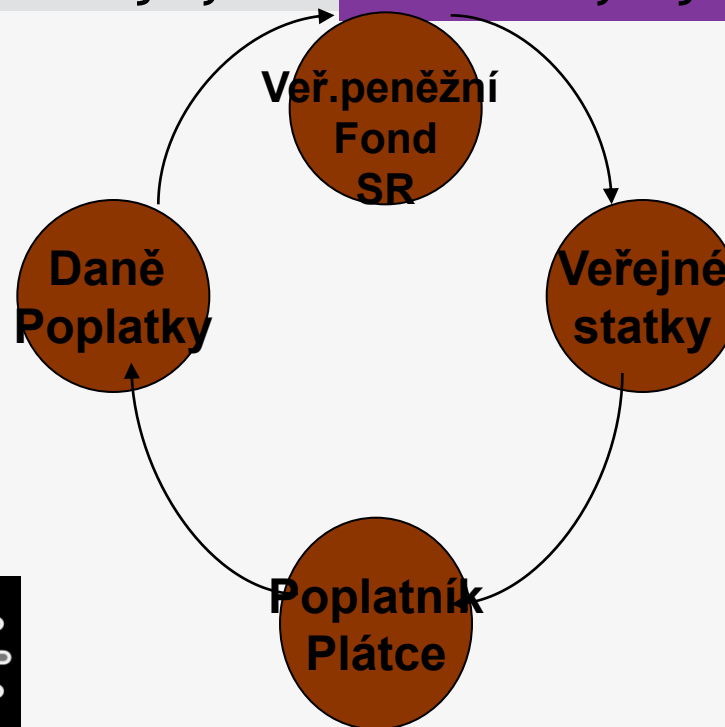 Veř.peněžní
Fond
SR
Daně
Poplatky
Veřejné
statky
Poplatník
Plátce